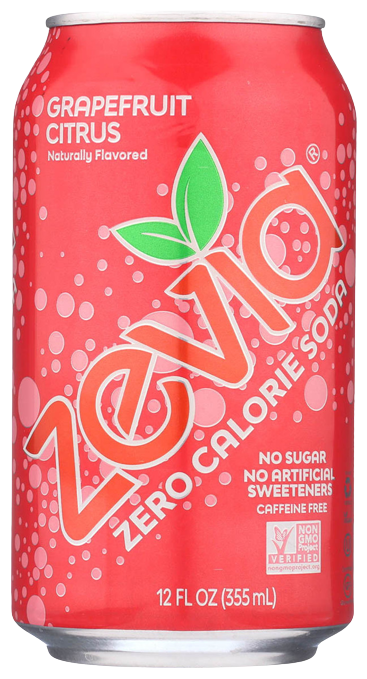 GRAPEFRUIT
CITRUS
Naturally Flavored
zevia®
ZERO CALORIE SODA
NO SUGAR
NO ARTIFICIAL
SWEETENERS
CAFFEINE FREE
NON
GMO
Project
VERIFIED
nongmoproject.org
12 FL OZ (355 mL)